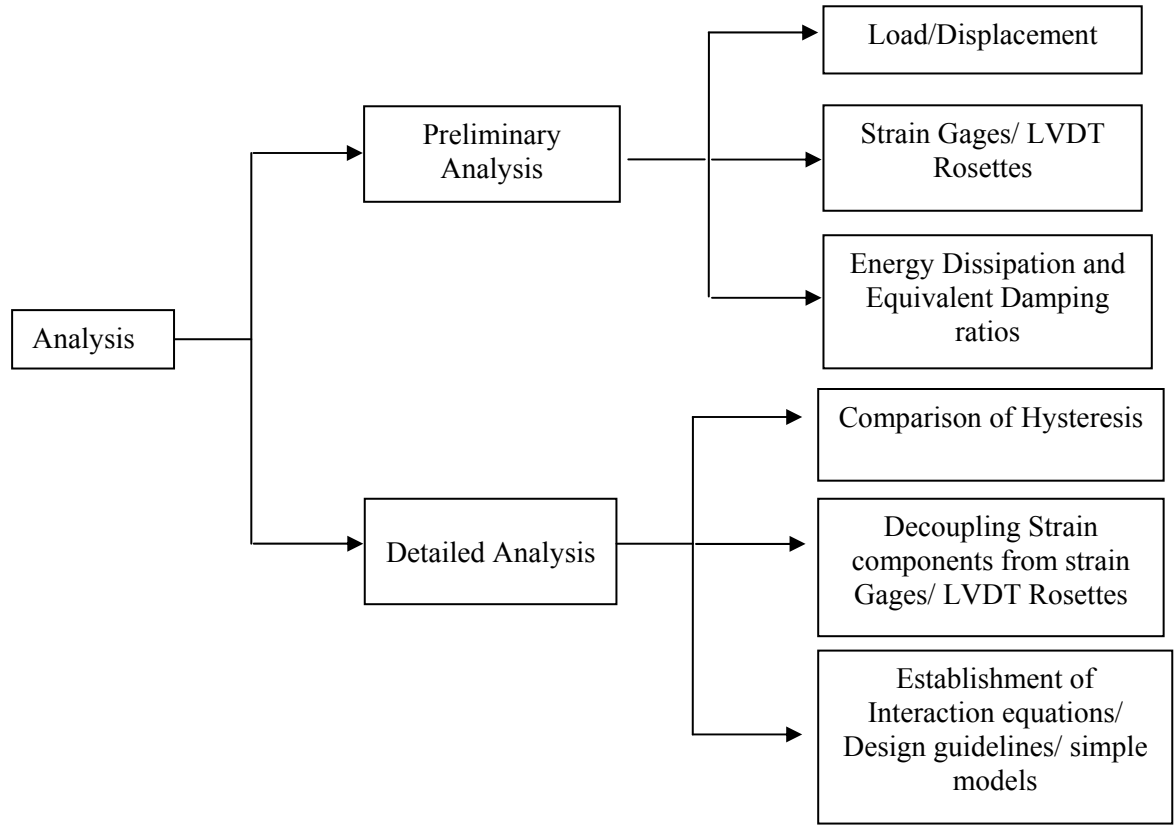 Analysis
Preliminary
Analysis
Load/Displacement
Strain Gages/ LVDT
Rosettes
Energy Dissipation and
Equivalent Damping
ratios
Detailed Analysis
Comparison of Hysteresis
Decoupling Strain
components from strain
Gages/ LVDT Rosettes
Establishment of
Interaction equations/
Design guidelines/ simple
models